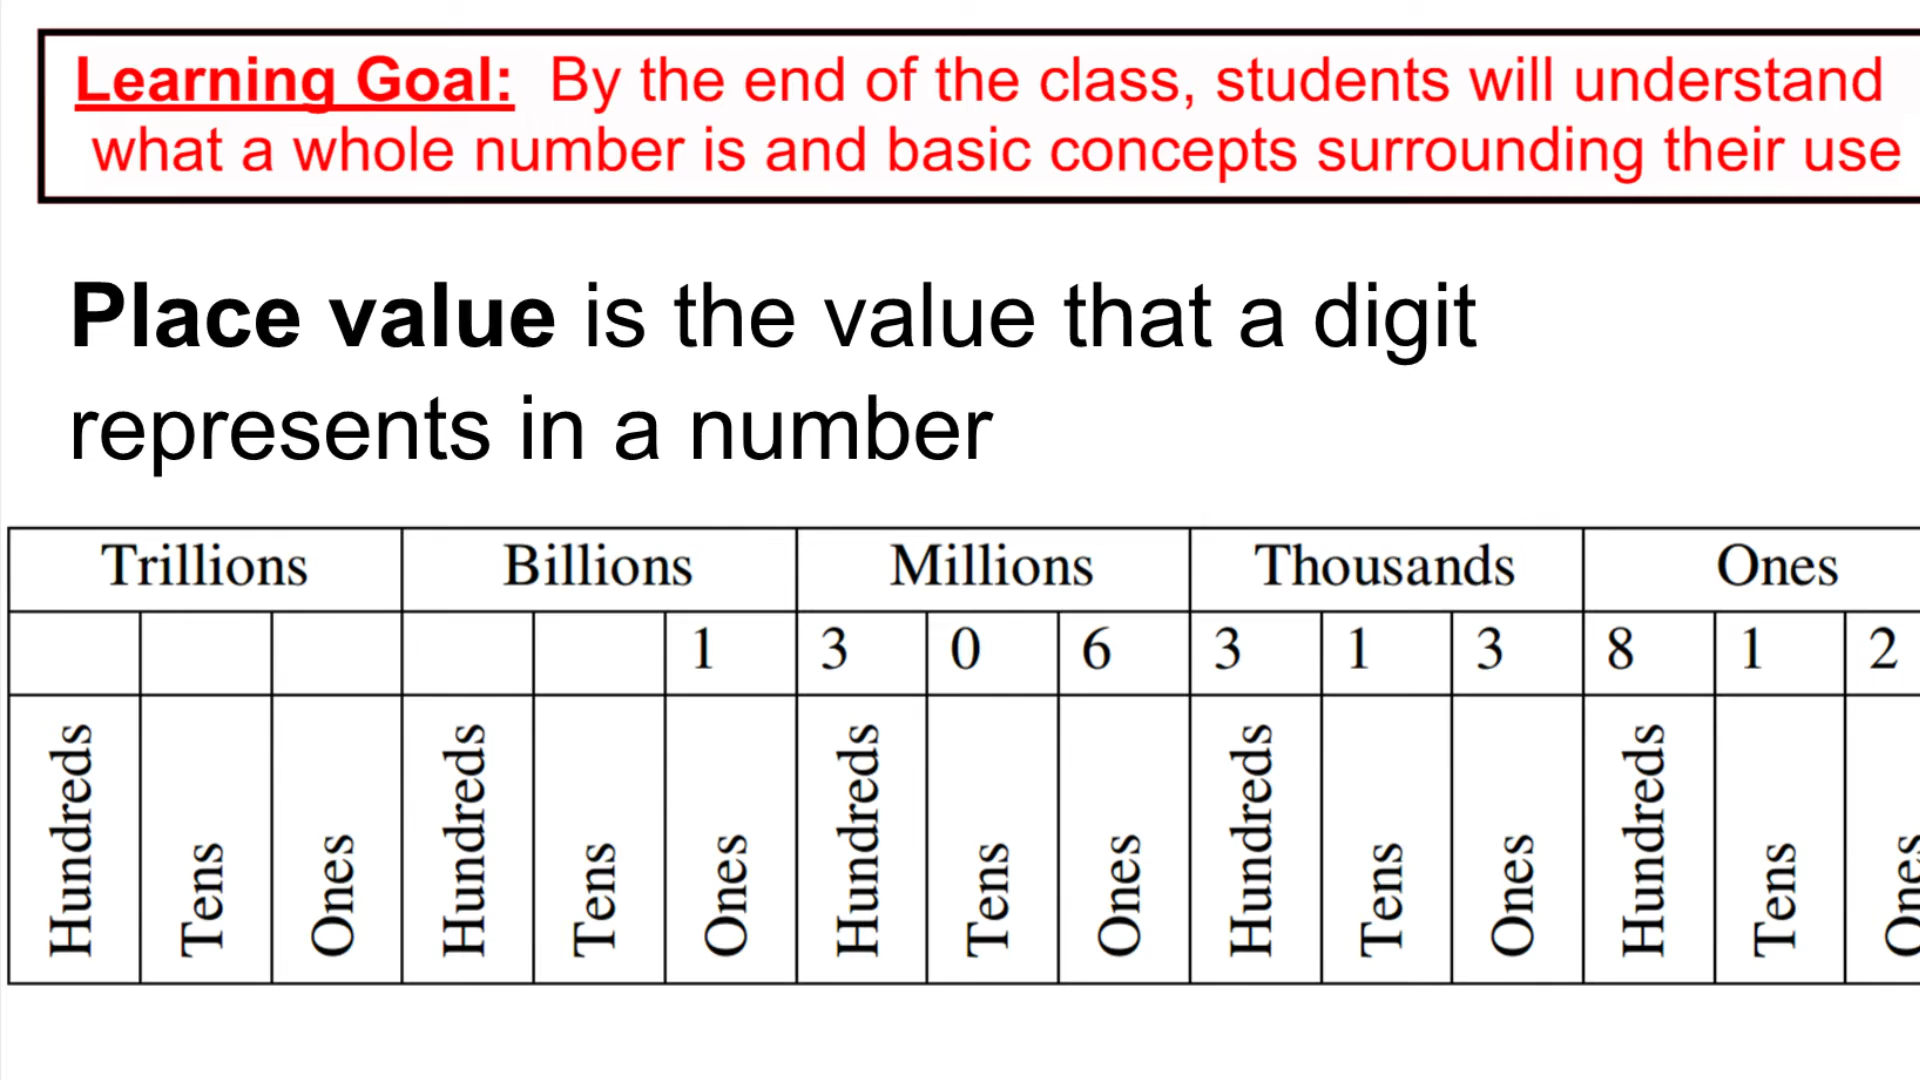 Learning Goal: By the end of the class, students will understand
what a whole number is and basic concepts surrounding their use
Place value is the value that a digit
represents in a number
Trillions Billions Millions Thousands Ones
1 3 0 6 3 1 3 8 1 2
Hundreds Tens Ones Hundreds Tens Ones Hundreds Tens Ones Hundreds Tens Ones Hundreds Tens Ones